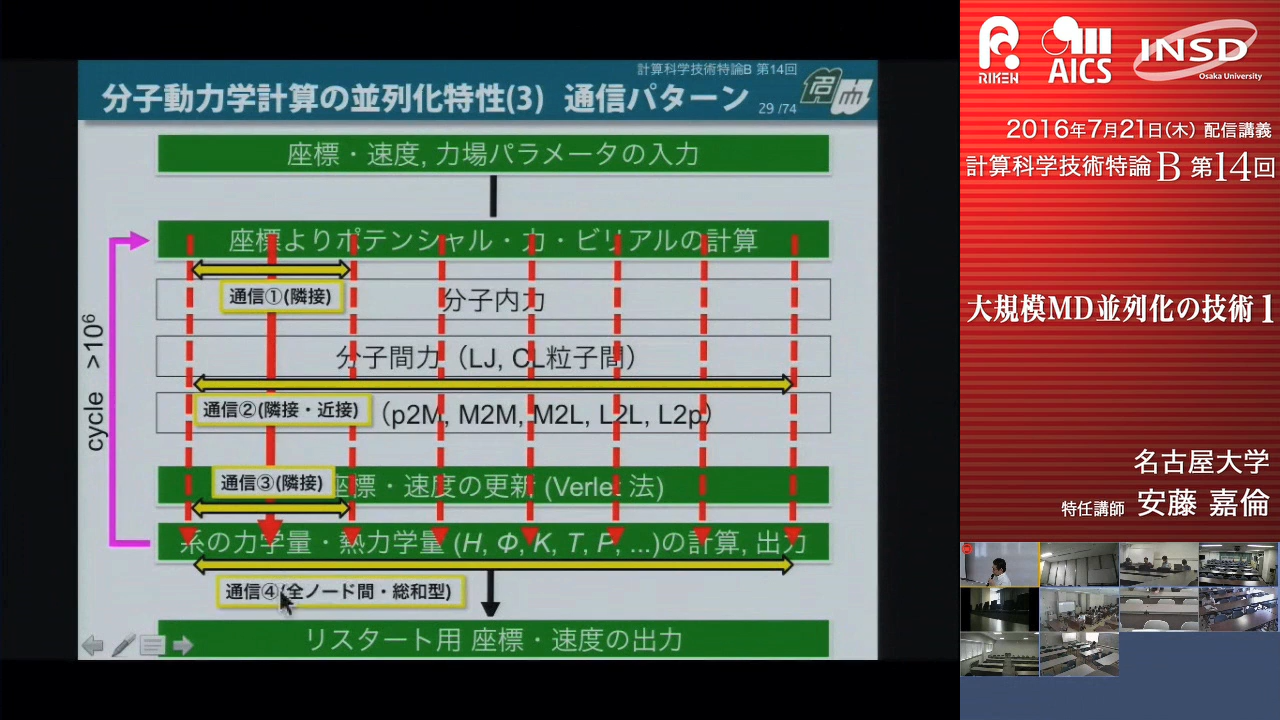 計算科学技術特論B 第14回
分子動力学計算の並列化特性(3) 通信パターン
29 /74
座標・速度, 力場パラメータの入力
座標よりポテンシャル・力・ビリアルの計算
通信①(隣接)
分子内力
分子間力（LJ, CL粒子間）
通信②(隣接・近接)
（p2M, M2M, M2L, L2L, L2p）
通信③(隣接)
座標・速度の更新 (Verlet 法)
系の力学量・熱力学量 (H, Φ, K, T, P, ...)の計算, 出力
通信④(全ノード間・総和型)
リスタート用 座標・速度の出力
cycle >10⁶
RIKEN
AICS
INSD
Osaka University
2016年7月21日(木) 配信講義
計算科学技術特論 B 第14回
大規模MD並列化の技術1
名古屋大学
特任講師 安藤 嘉倫